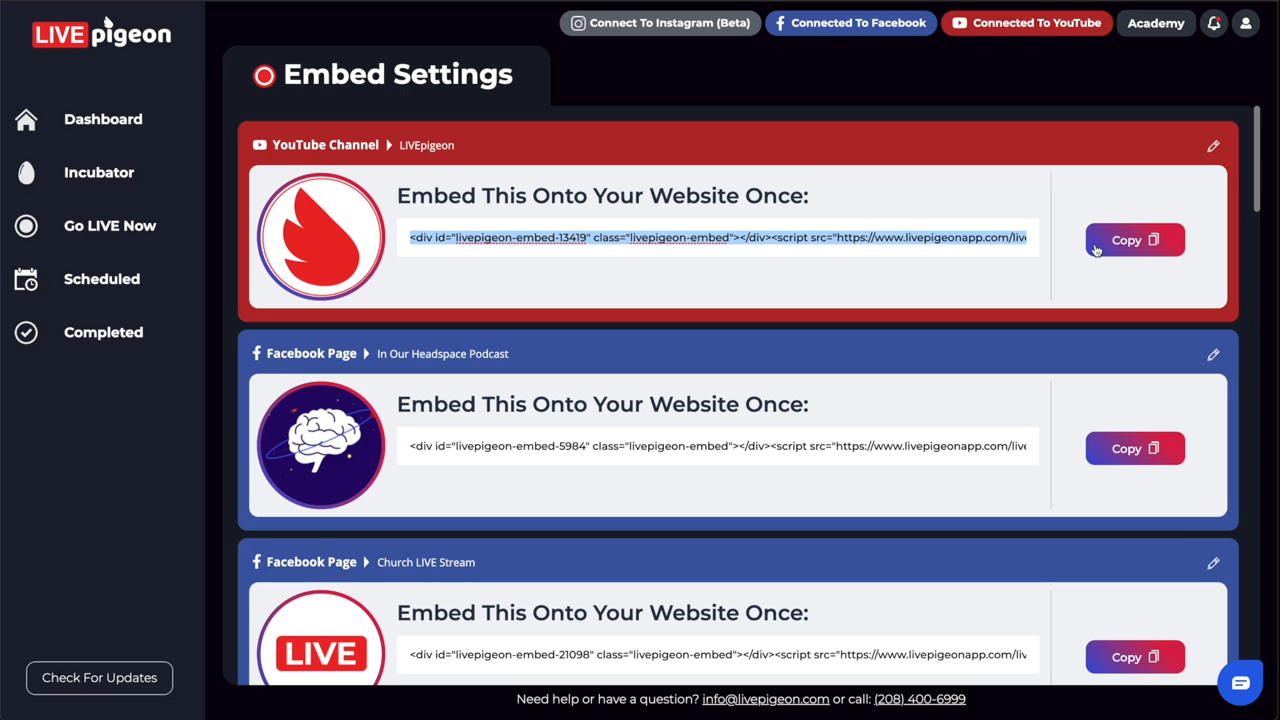 LIVEpigeon
Connect To Instagram (Beta)
Connected To Facebook
Connected To YouTube
Academy
Embed Settings
Dashboard
Incubator
Go LIVE Now
Scheduled
Completed
Check For Updates
YouTube Channel LIVEpigeon
Embed This Onto Your Website Once:
<div id="livepigeon-embed-13419" class="livepigeon-embed"></div><script src="https://www.livepigeonapp.com/live
Copy
Facebook Page In Our Headspace Podcast
Embed This Onto Your Website Once:
<div id="livepigeon-embed-5984" class="livepigeon-embed"></div><script src="https://www.livepigeonapp.com/live
Copy
Facebook Page Church LIVE Stream
Embed This Onto Your Website Once:
LIVE
<div id="livepigeon-embed-21098" class="livepigeon-embed"></div><script src="https://www.livepigeonapp.com/liv
Copy
Need help or have a question? info@livepigeon.com or call: (208) 400-6999